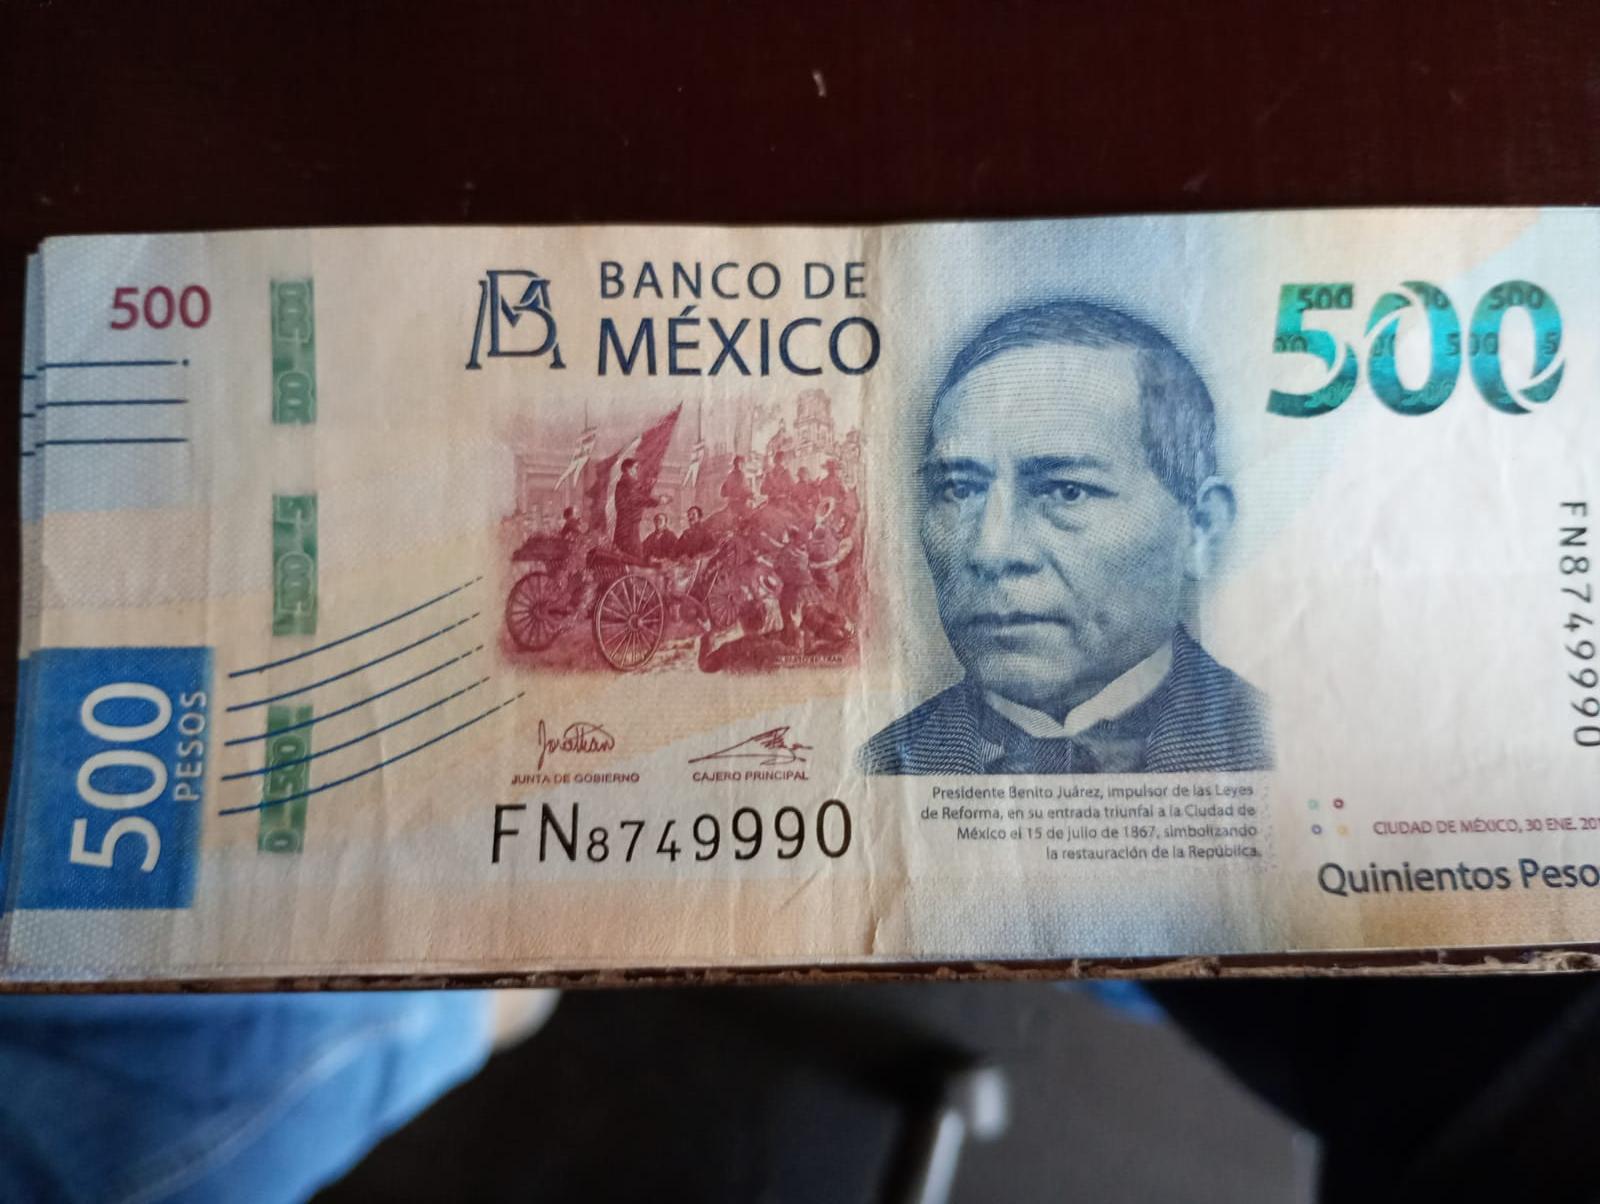 500
BANCO DE
MÉXICO
500
500
PESOS
FN8749990
JUNTA DE GOBIERNO
CAJERO PRINCIPAL
FN8749990
Presidente Benito Juárez, impulsor de las Leyes
de Reforma, en su entrada triunfal a la Ciudad de
México el 15 de julio de 1867, simbolizando
la restauración de la República.
CIUDAD DE MÉXICO, 30 ENE. 201
Quinientos Peso